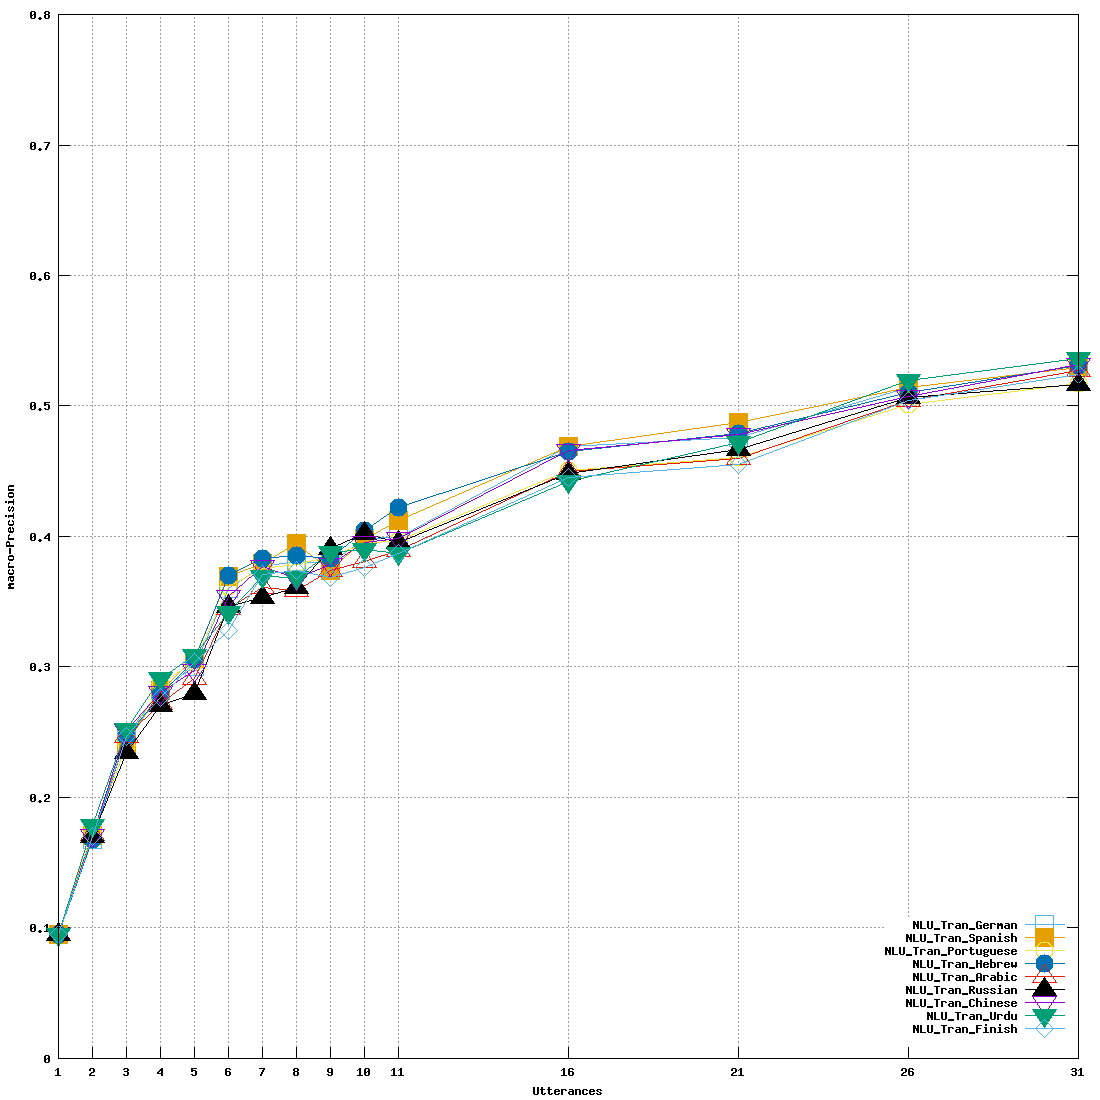 0.8
0.7
0.6
0.5
0.4
0.3
0.2
0.1
0
macro-Precision
NLU_Tran_German
NLU_Tran_Spanish
NLU_Tran_Portuguese
NLU_Tran_Hebrew
NLU_Tran_Arabic
NLU_Tran_Russian
NLU_Tran_Chinese
NLU_Tran_Urdu
NLU_Tran_Finish
1 2 3 4 5 6 7 8 9 10 11 16 21 26 31
Utterances